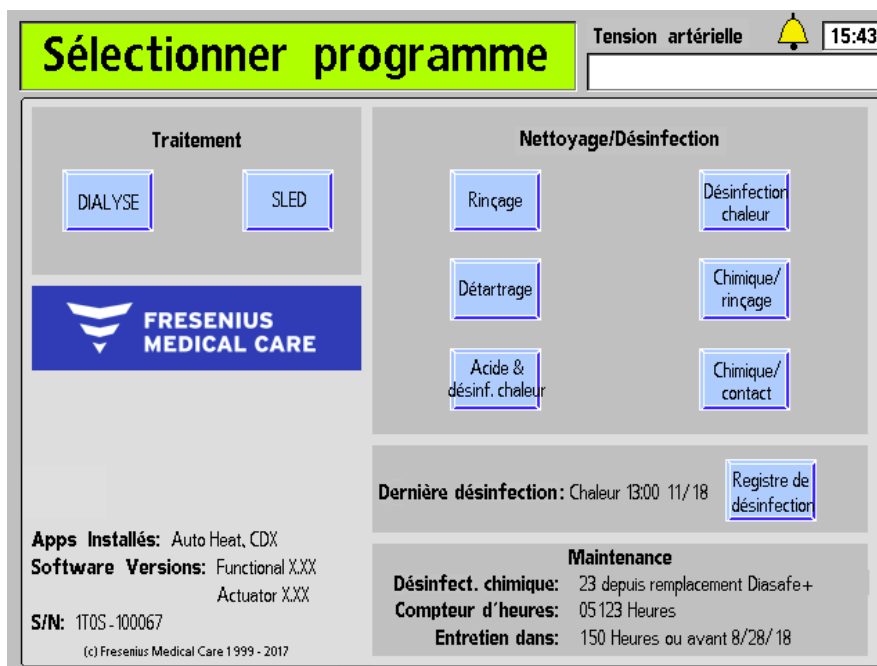 Sélectionner programme
Tension artérielle
15:43
Traitement
DIALYSE
SLED
FRESENIUS
MEDICAL CARE
Nettoyage/Désinfection
Rinçage
Désinfection
chaleur
Détartrage
Chimique/
rinçage
Acide &
désinf. chaleur
Chimique/
contact
Dernière désinfection: Chaleur 13:00 11/18
Registre de
désinfection
Apps Installés: Auto Heat, CDX
Software Versions: Functional X.XX
Actuator X.XX
S/N: 1T0S-100067
(c) Fresenius Medical Care 1999 - 2017
Maintenance
Désinfect. chimique: 23 depuis remplacement Diasafe+
Compteur d'heures: 05123 Heures
Entretien dans: 150 Heures ou avant 8/28/18